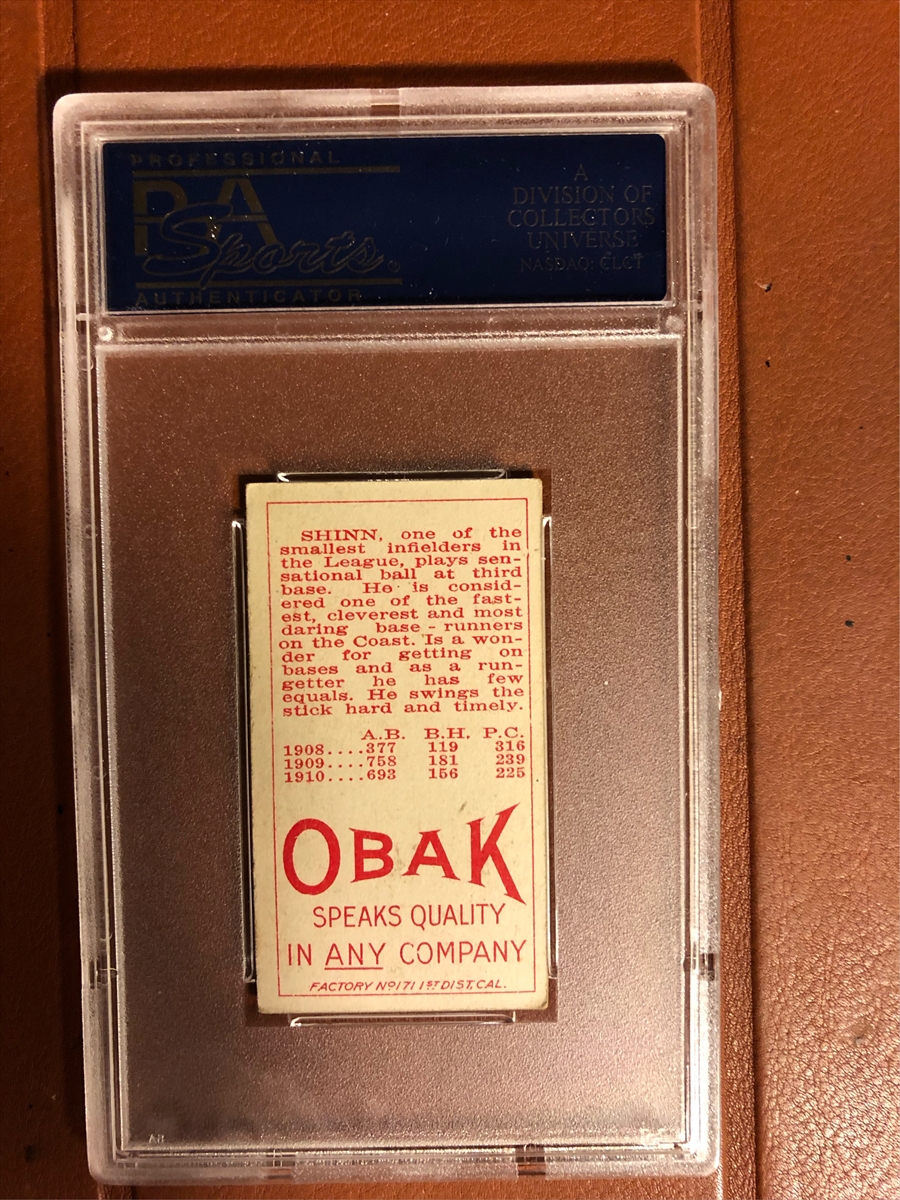 PROFESSIONAL
PSA
Sports
AUTHENTICATOR
A
DIVISION OF
COLLECTORS
UNIVERSE
NASDAQ: CLCT
SHINN, one of the
smallest infielders in
the League, plays sen-
sational ball at third
base. He is consid-
ered one of the fast-
est, cleverest and most
daring base - runners
on the Coast. Is a won-
der for getting on
bases and as a run-
getter he has few
equals. He swings the
stick hard and timely.
A.B. B.H. P.C.
1908....377 119 316
1909....758 181 239
1910....693 156 225
OBAK
SPEAKS QUALITY
IN ANY COMPANY
FACTORY NO 171 1ST DIST, CAL.